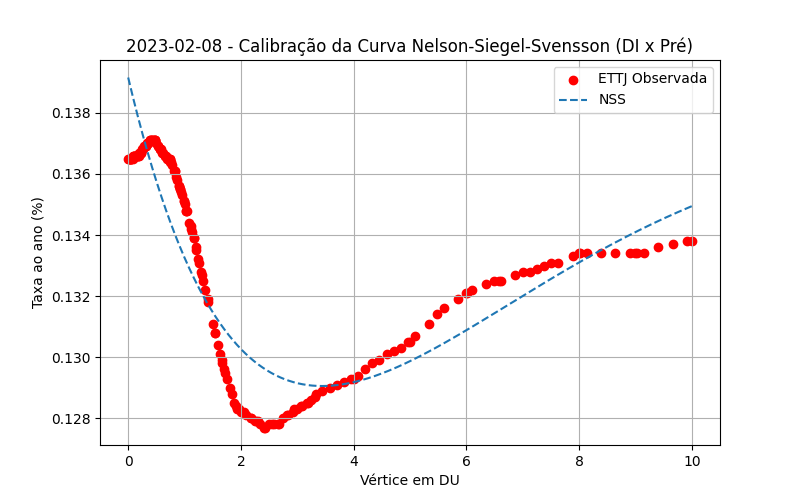 2023-02-08 - Calibração da Curva Nelson-Siegel-Svensson (DI x Pré)
ETTJ Observada
NSS
Taxa ao ano (%)
0.138
0.136
0.134
0.132
0.130
0.128
0 2 4 6 8 10
Vértice em DU